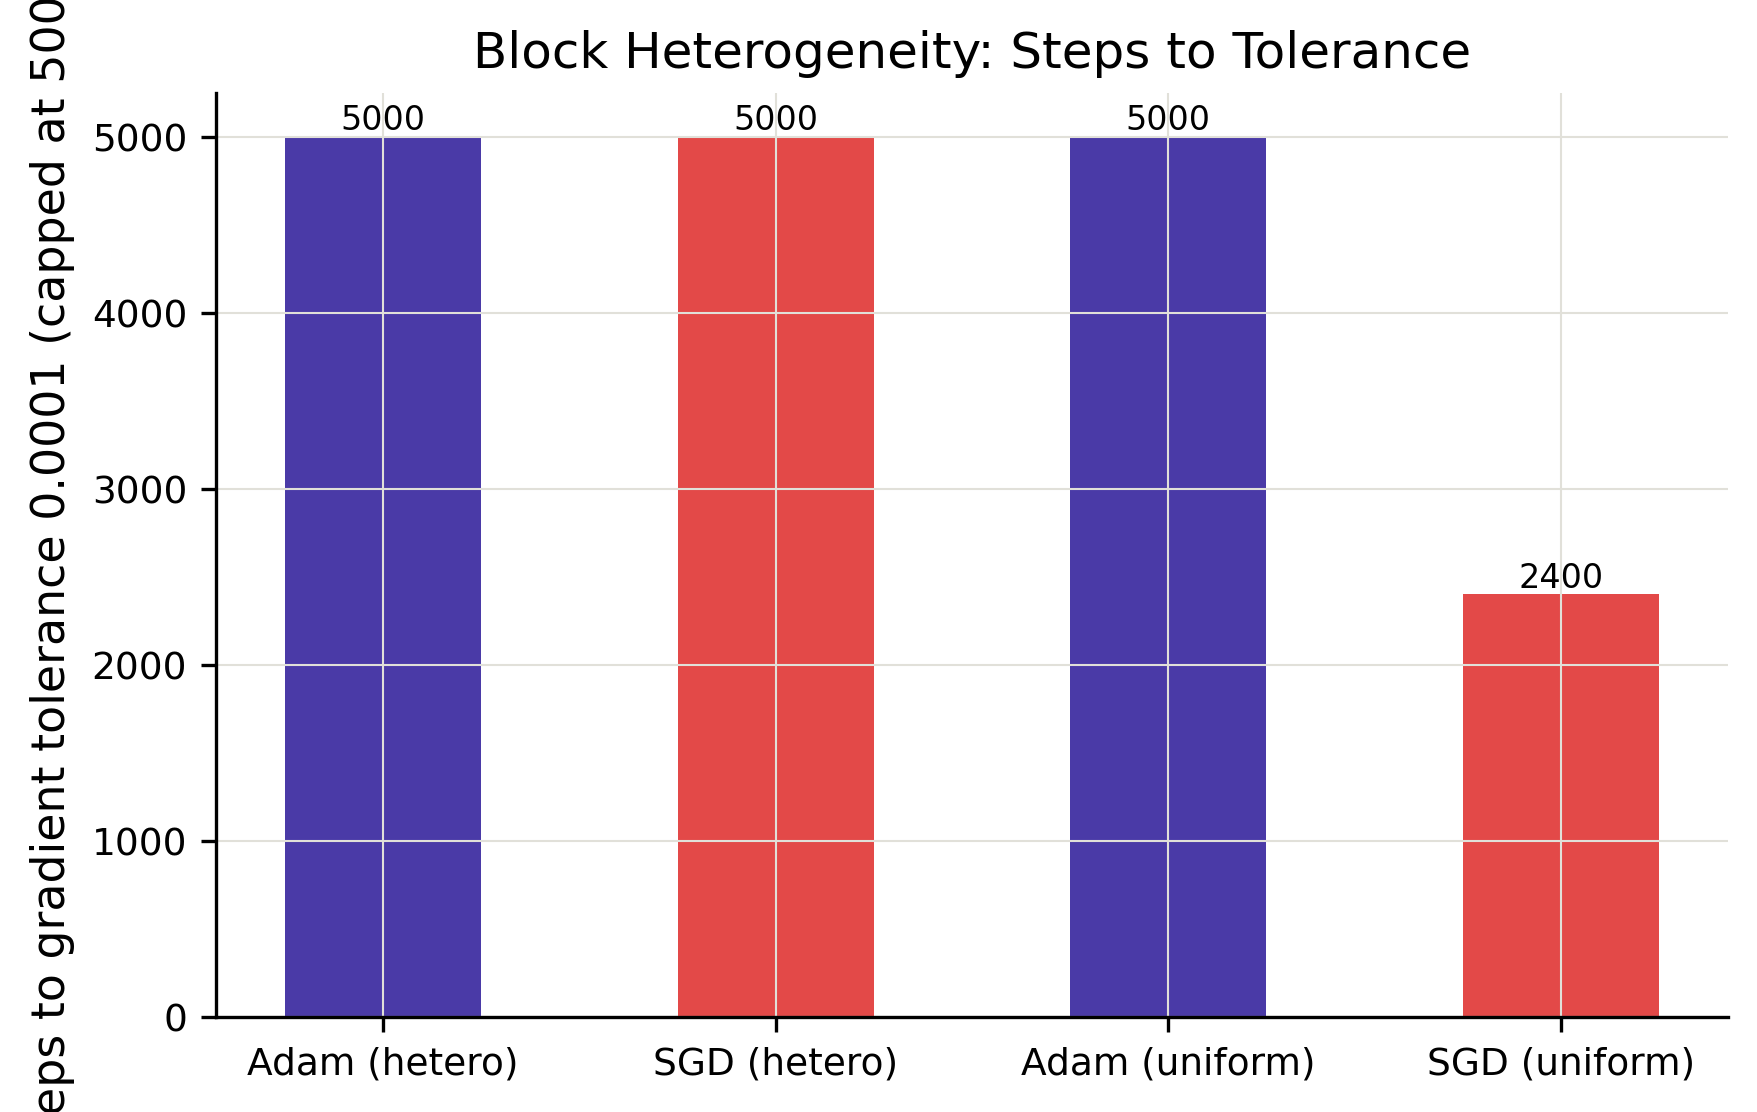 Block Heterogeneity: Steps to Tolerance
eps to gradient tolerance 0.0001 (capped at 500
5000
4000
3000
2000
1000
0
5000
5000
5000
2400
Adam (hetero)
SGD (hetero)
Adam (uniform)
SGD (uniform)